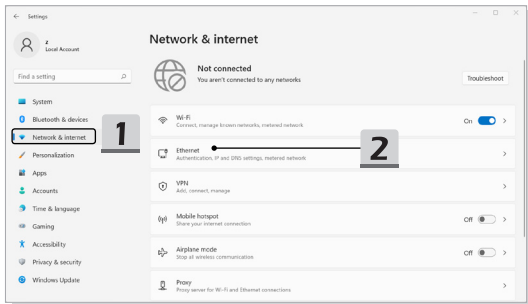 Settings
z
Local Account
Find a setting
System
Bluetooth & devices
Network & internet
Personalization
Apps
Accounts
Time & language
Gaming
Accessibility
Privacy & security
Windows Update
1
Network & internet
Not connected
You aren't connected to any networks
Troubleshoot
Wi-Fi
Connect, manage known networks, metered network
On
Ethernet
Authentication, IP and DNS settings, metered network
2
VPN
Add, connect, manage
Mobile hotspot
Share your internet connection
Off
Airplane mode
Stop all wireless communication
Off
Proxy
Proxy server for Wi-Fi and Ethernet connections